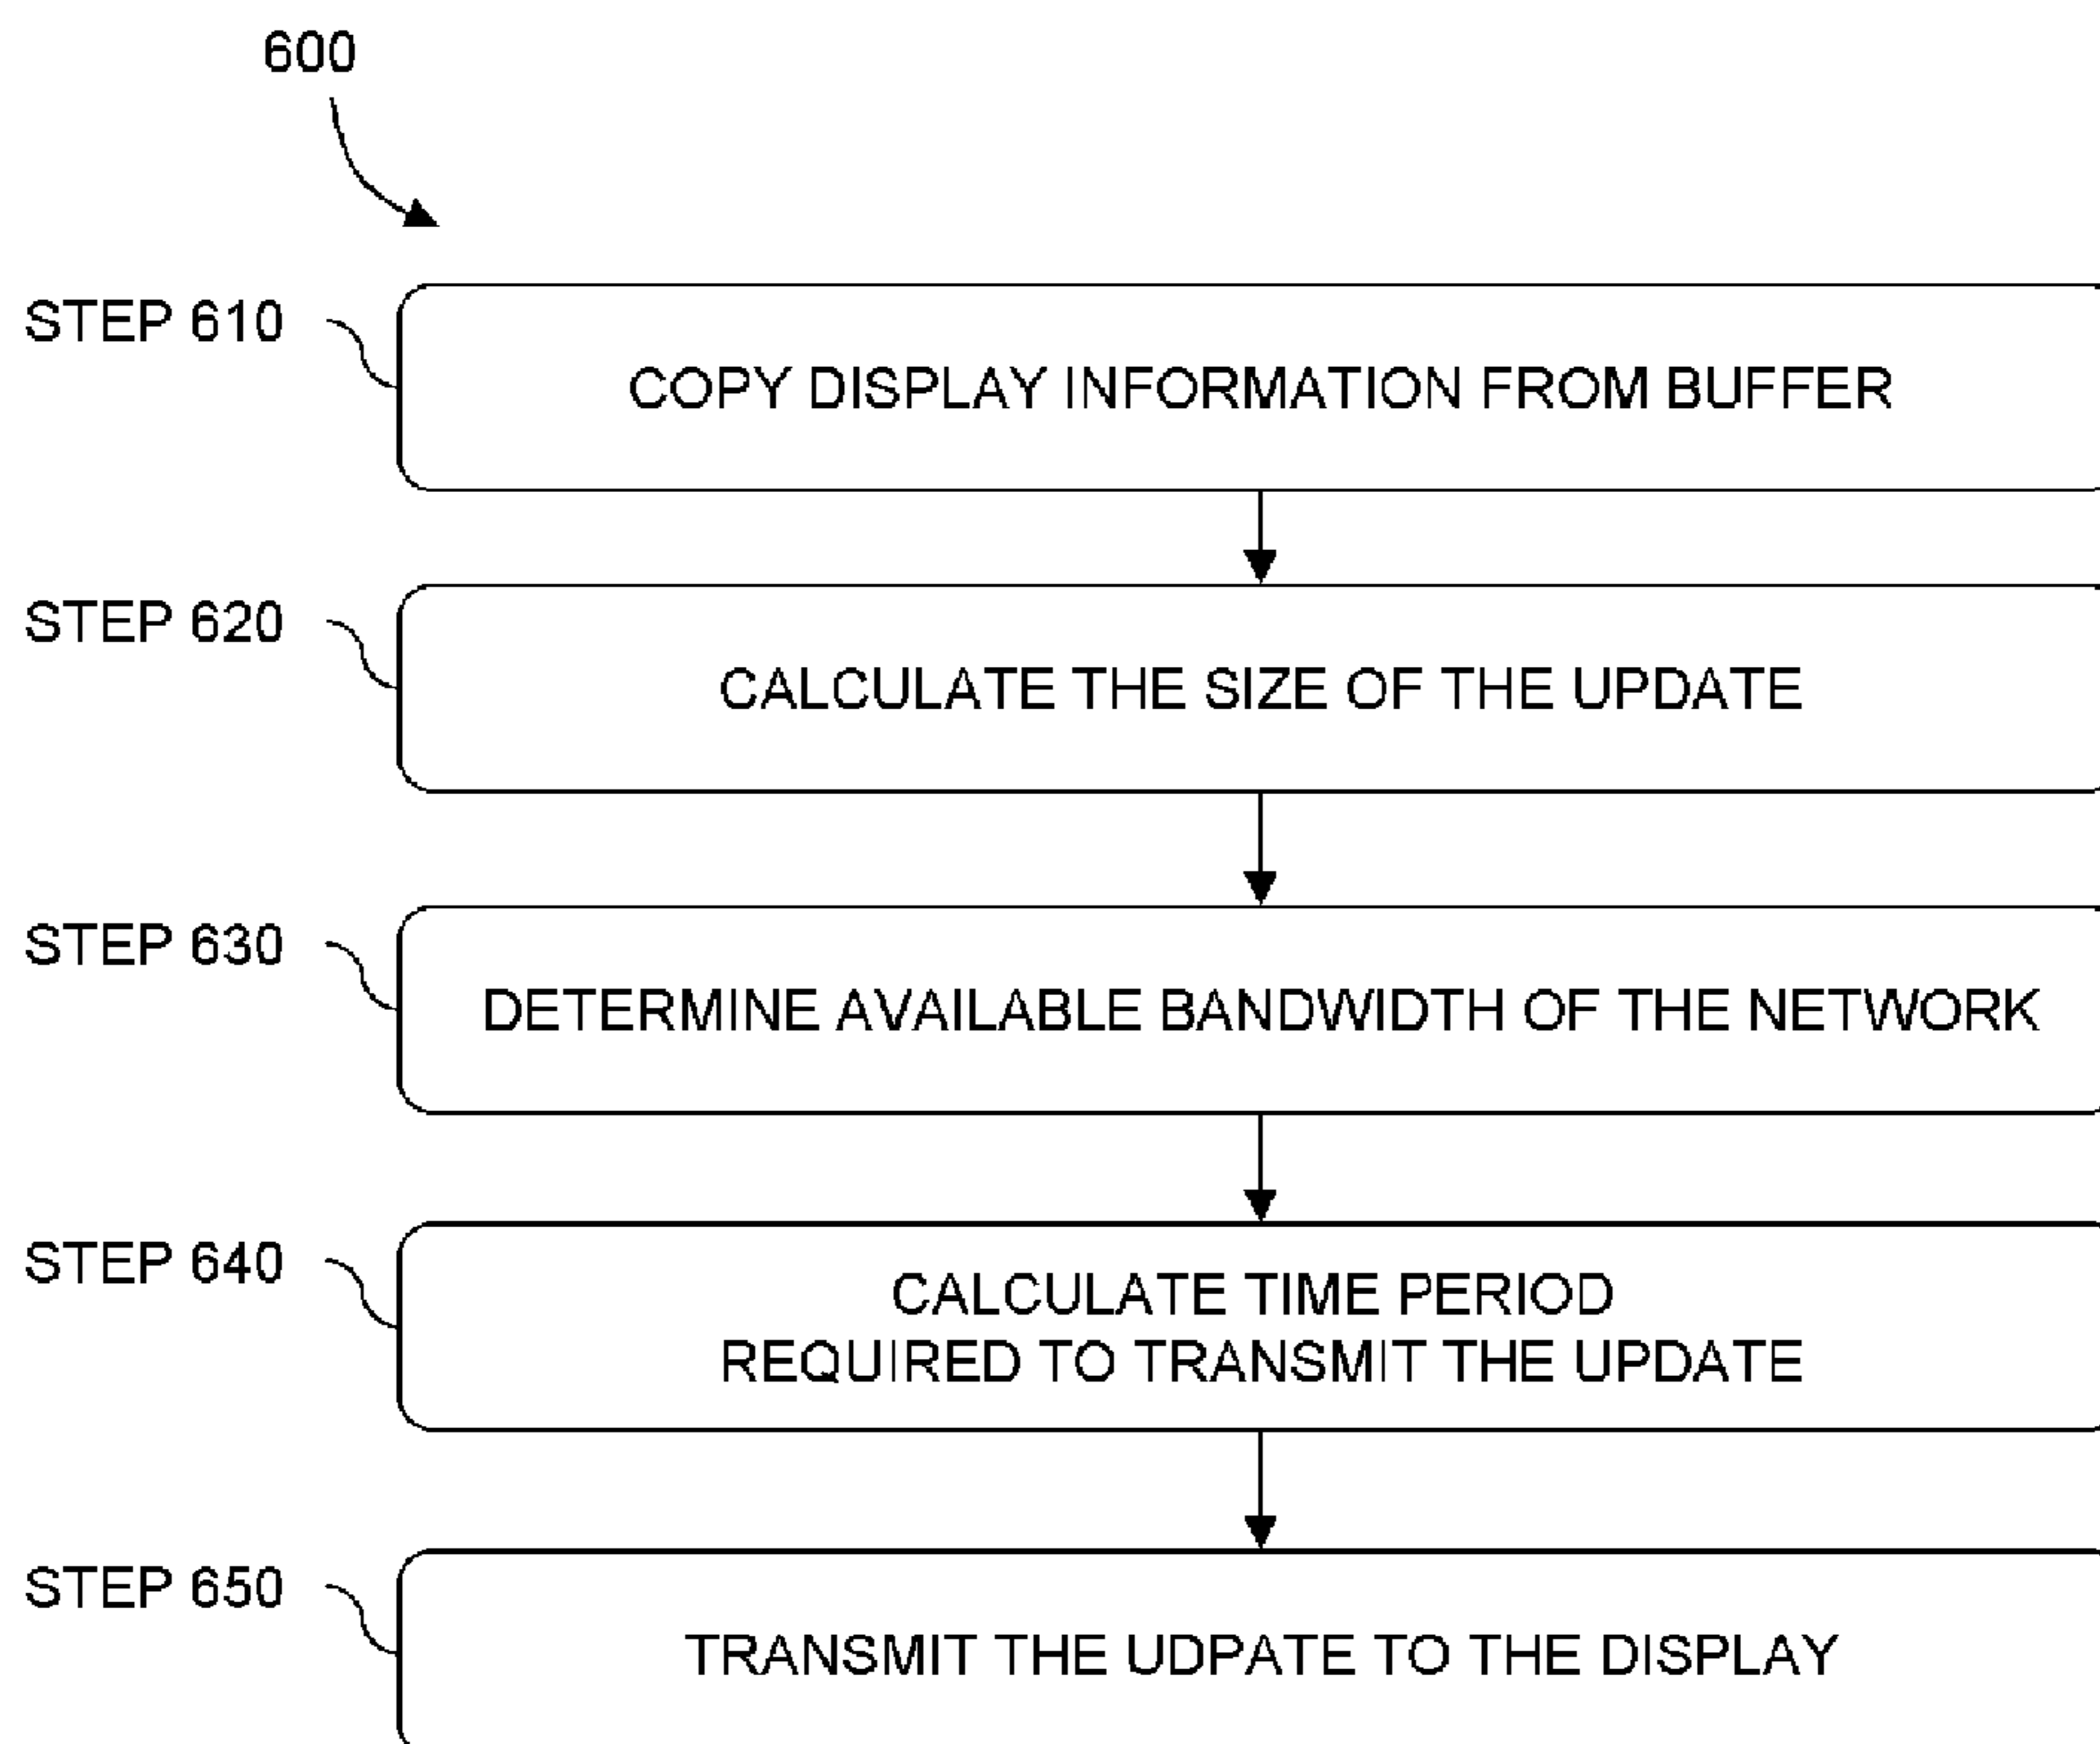 600
STEP 610
COPY DISPLAY INFORMATION FROM BUFFER
STEP 620
CALCULATE THE SIZE OF THE UPDATE
STEP 630
DETERMINE AVAILABLE BANDWIDTH OF THE NETWORK
STEP 640
CALCULATE TIME PERIOD
REQUIRED TO TRANSMIT THE UPDATE
STEP 650
TRANSMIT THE UDPATE TO THE DISPLAY